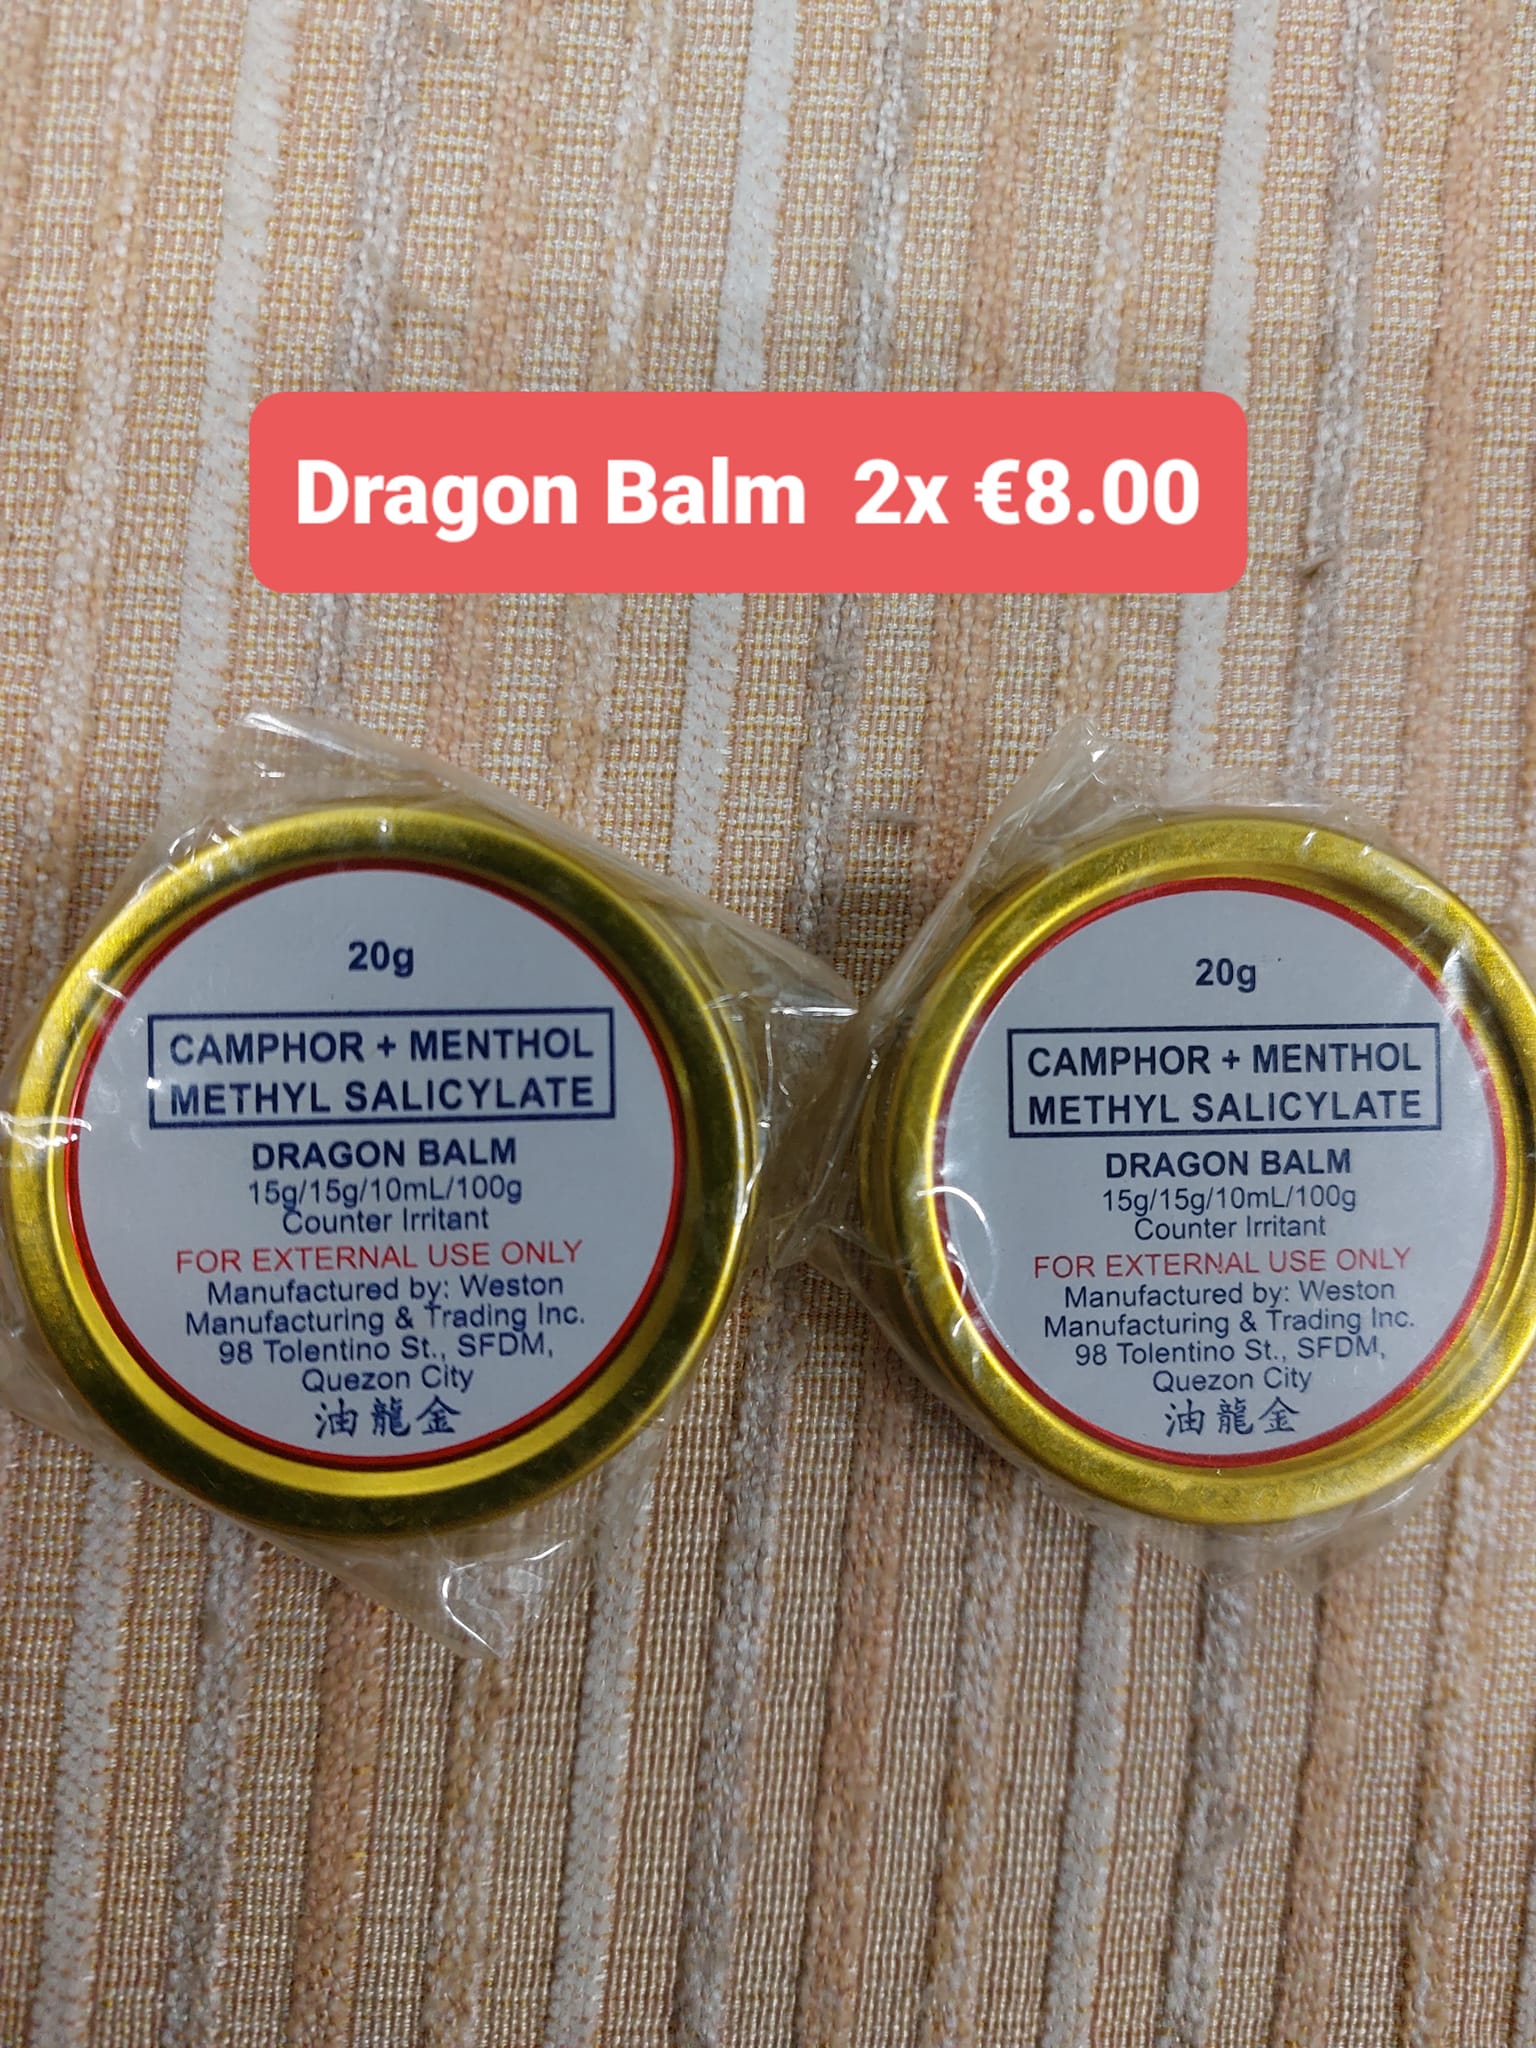 Dragon Balm 2x €8.00
20g
CAMPHOR + MENTHOL
METHYL SALICYLATE
DRAGON BALM
15g/15g/10mL/100g
Counter Irritant
FOR EXTERNAL USE ONLY
Manufactured by: Weston
Manufacturing & Trading Inc.
98 Tolentino St., SFDM,
Quezon City
油龍金
20g
CAMPHOR + MENTHOL
METHYL SALICYLATE
DRAGON BALM
15g/15g/10mL/100g
Counter Irritant
FOR EXTERNAL USE ONLY
Manufactured by: Weston
Manufacturing & Trading Inc.
98 Tolentino St., SFDM,
Quezon City
油龍金